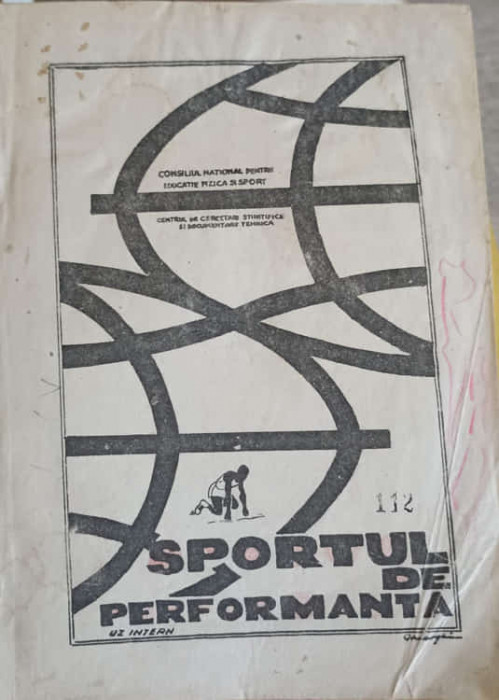 CONSILIUL NATIONAL PENTRU
EDUCATIE FIZICA SI SPORT
CENTRUL DE CERCETARI STIINTIFICE
SI DOCUMENTARE TEHNICA
112
SPORTUL
DE
PERFORMANTA
UZ INTERN